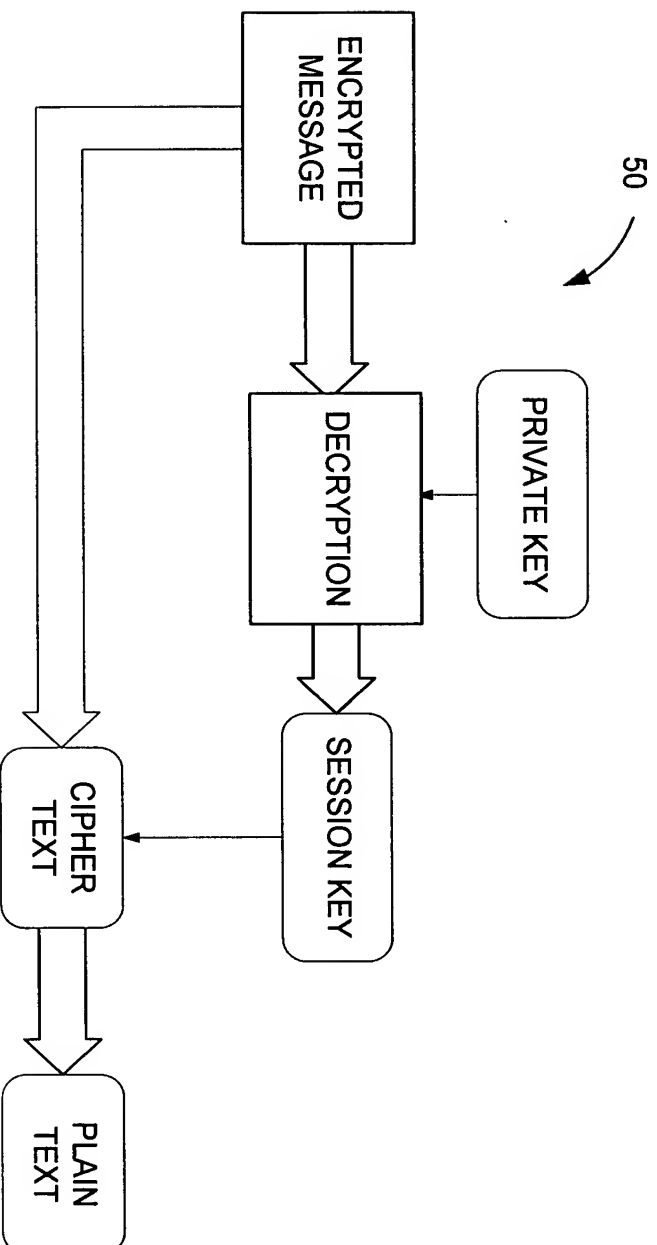 50
PRIVATE KEY
ENCRYPTED
MESSAGE
DECRYPTION
SESSION KEY
CIPHER
TEXT
PLAIN
TEXT